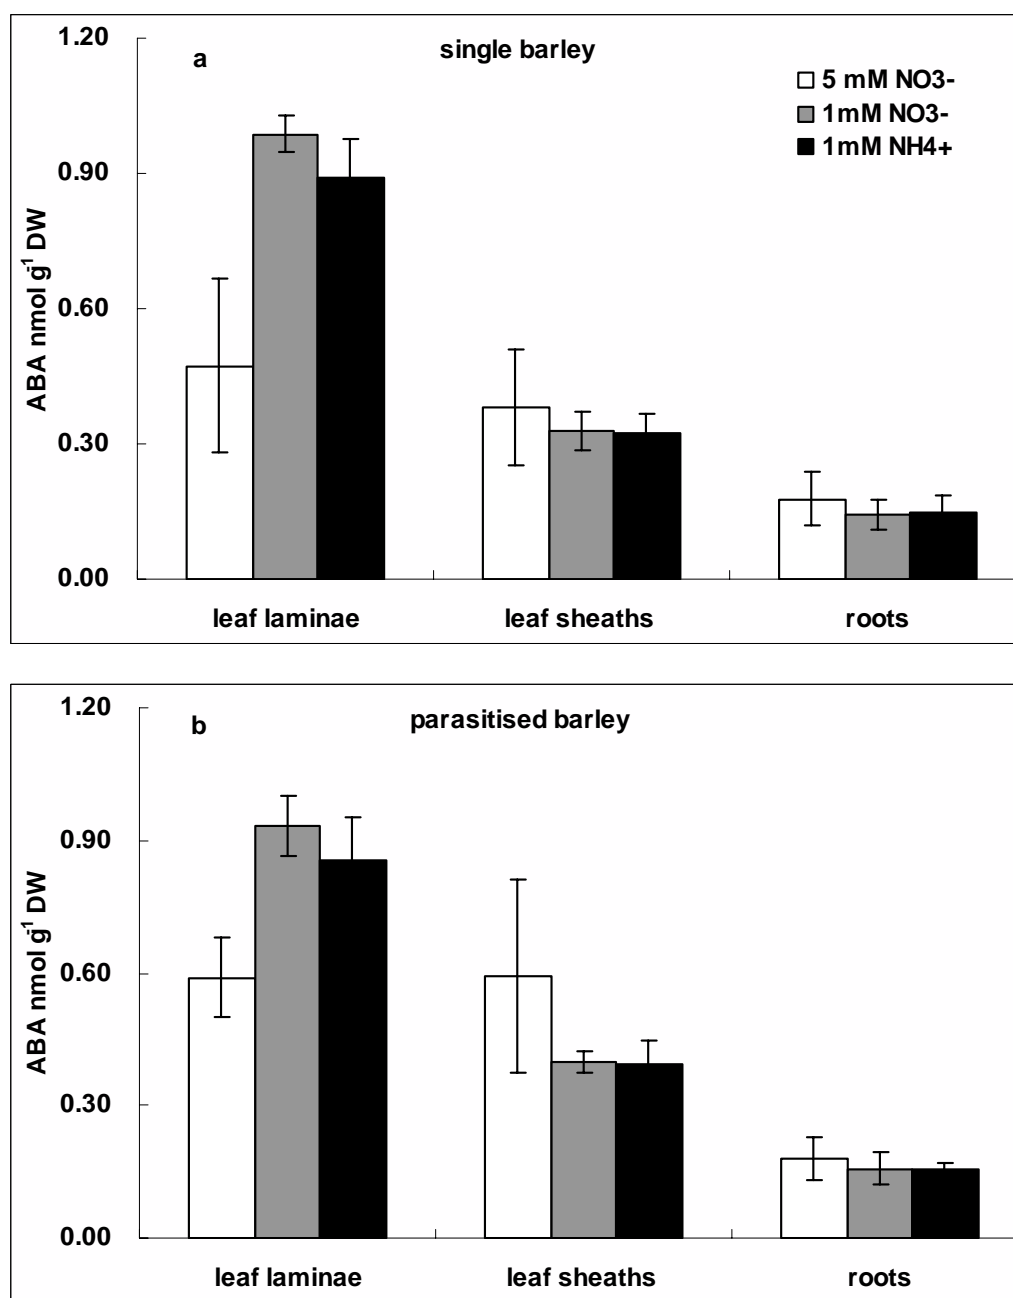 a
single barley
5 mM NO3-
1mM NO3-
1mM NH4+
1.20
0.90
0.60
0.30
0.00
ABA nmol g-1 DW
leaf laminae leaf sheaths roots
b
parasitised barley
1.20
0.90
0.60
0.30
0.00
ABA nmol g-1 DW
leaf laminae leaf sheaths roots